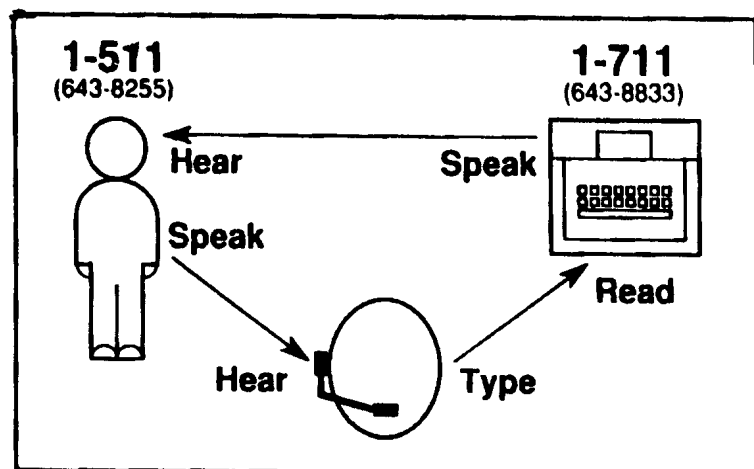 1-511
(643-8255)
1-711
(643-8833)
Hear
Speak
Speak
Read
Hear
Type